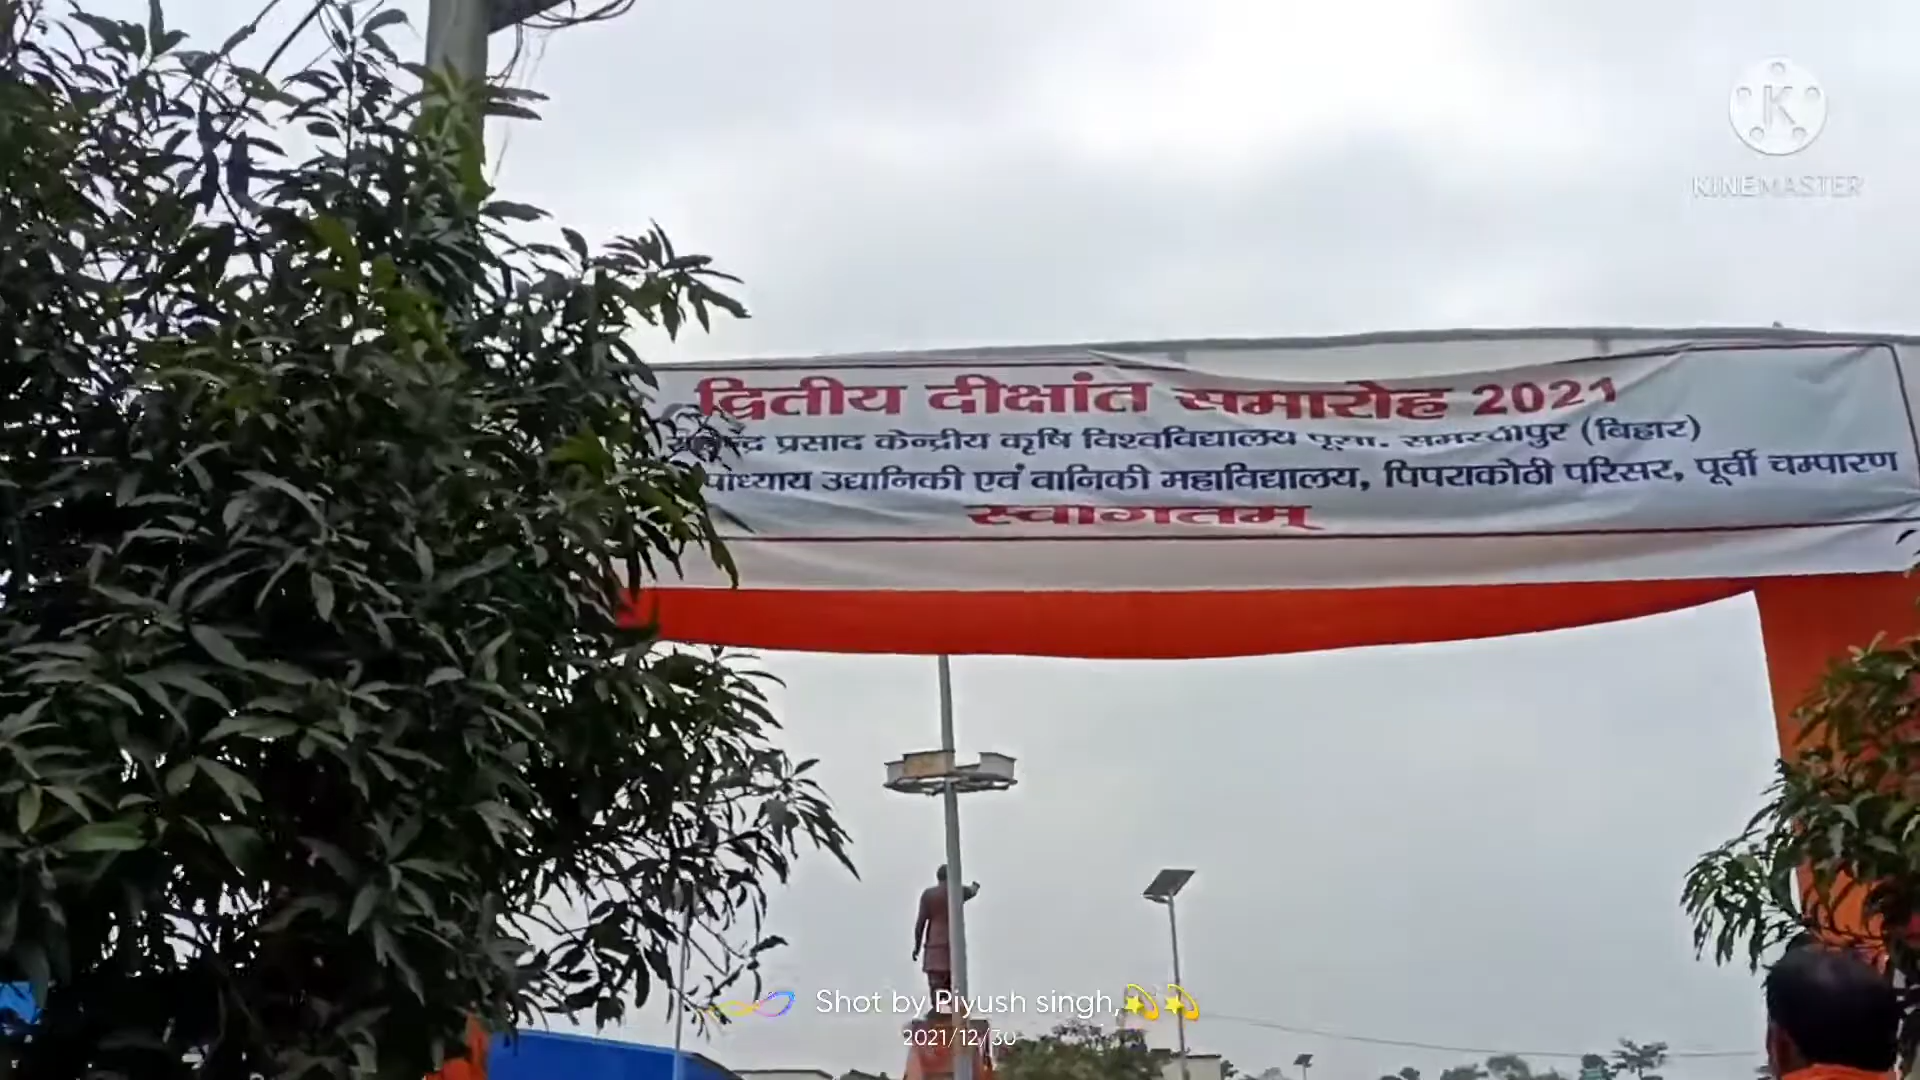 KINEMASTER
द्वितीय दीक्षांत समारोह 2021
प्रसाद केन्द्रीय कृषि विश्वविद्यालय पूसा, समस्तीपुर (बिहार)
उद्यानिकी एवं वानिकी महाविद्यालय, पिपराकोठी परिसर, पूर्वी चम्पारण
स्वागतम्
Shot by Piyush singh,💫💫
2021/12/30